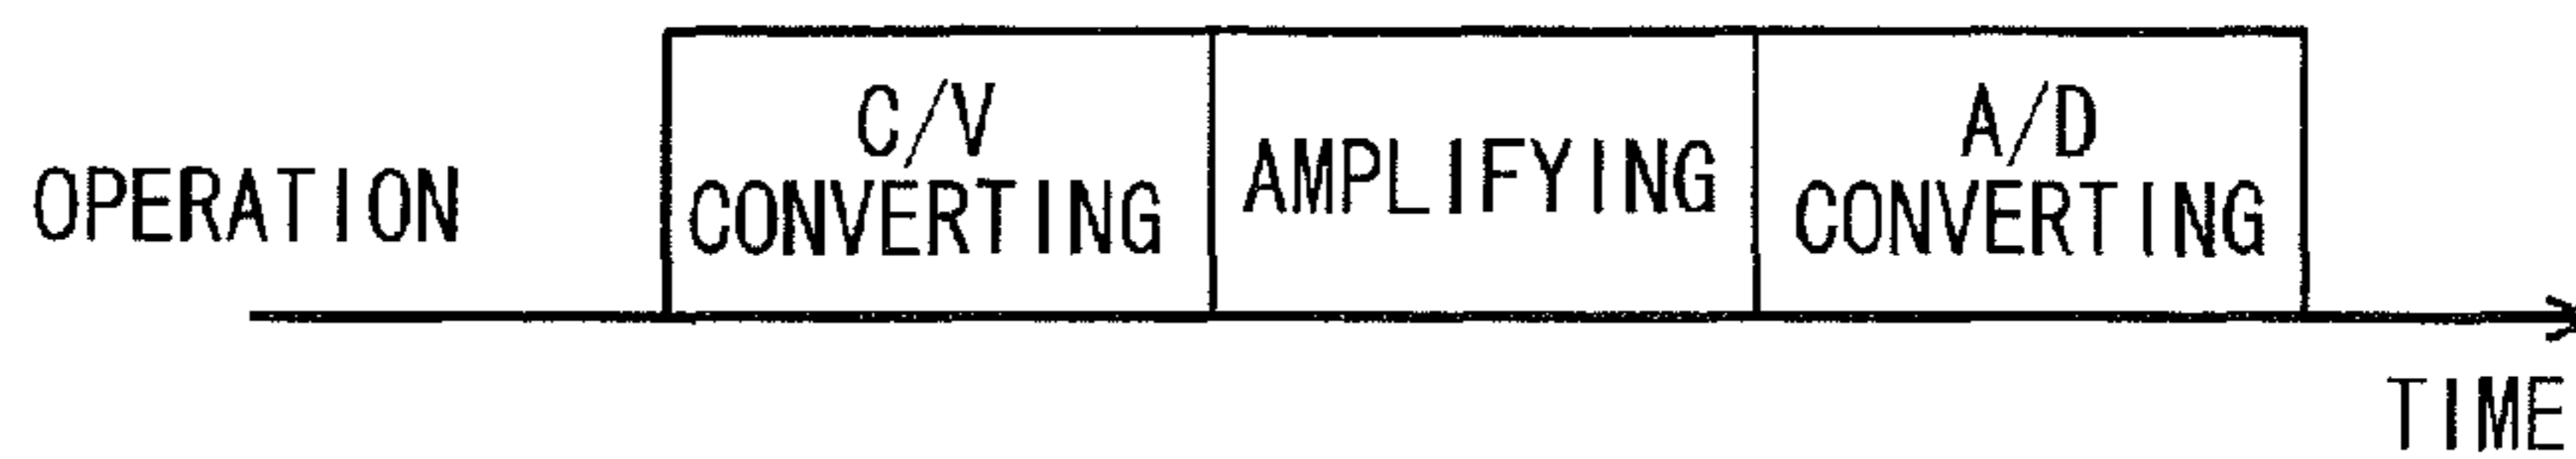 OPERATION
C/V
CONVERTING
AMPLIFYING
A/D
CONVERTING
TIME